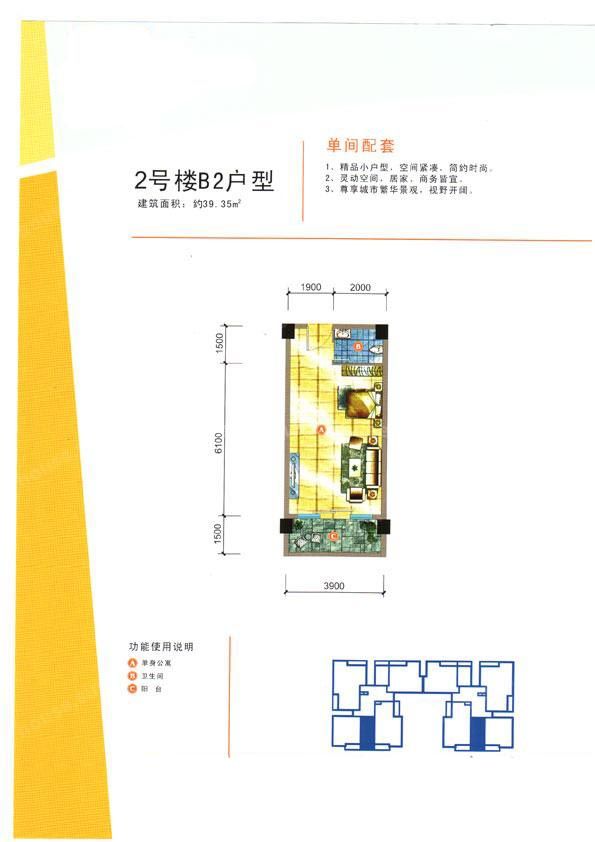 单间配套
1、精品小户型，空间紧凑，简约时尚。
2、灵动空间，居家、商务皆宜。
3、尊享城市繁华景观，视野开阔。
2号楼B2户型
建筑面积：约39.35㎡
1900
2000
1500
6100
1500
A
B
C
3900
功能使用说明
A 单身公寓
B 卫生间
C 阳 台